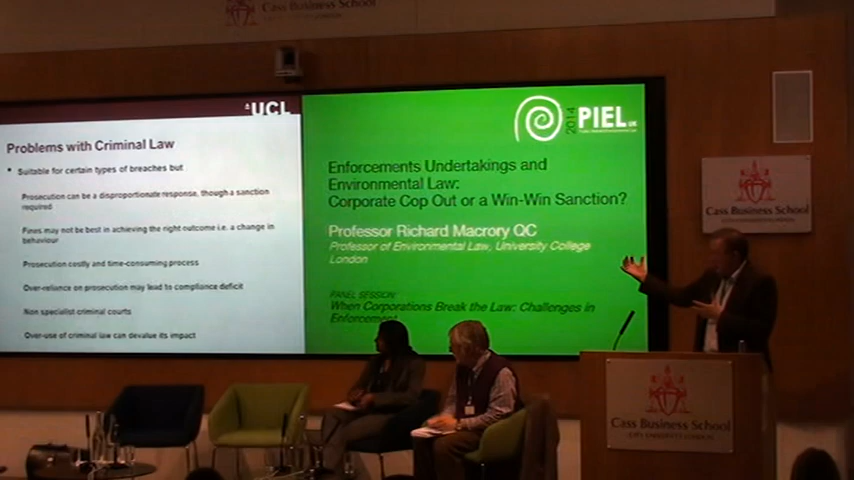 Cass Business School
UCL
Problems with Criminal Law
Suitable for certain types of breaches but
Prosecution can be a disproportionate response, though a sanction
required
Fines may not be best in achieving the right outcome i.e. a change in
behaviour
Prosecution costly and time-consuming process
Over-reliance on prosecution may lead to compliance deficit
Non specialist criminal courts
Over-use of criminal law can devalue its impact
2014
PIEL UK
Enforcements Undertakings and
Environmental Law:
Corporate Cop Out or a Win-Win Sanction?
Professor Richard Macrory QC
Professor of Environmental Law, University College
London
PANEL SESSION:
When Corporations Break the Law: Challenges in
Enforcement
Cass Business School
Cass Business School
CITY UNIVERSITY LONDON